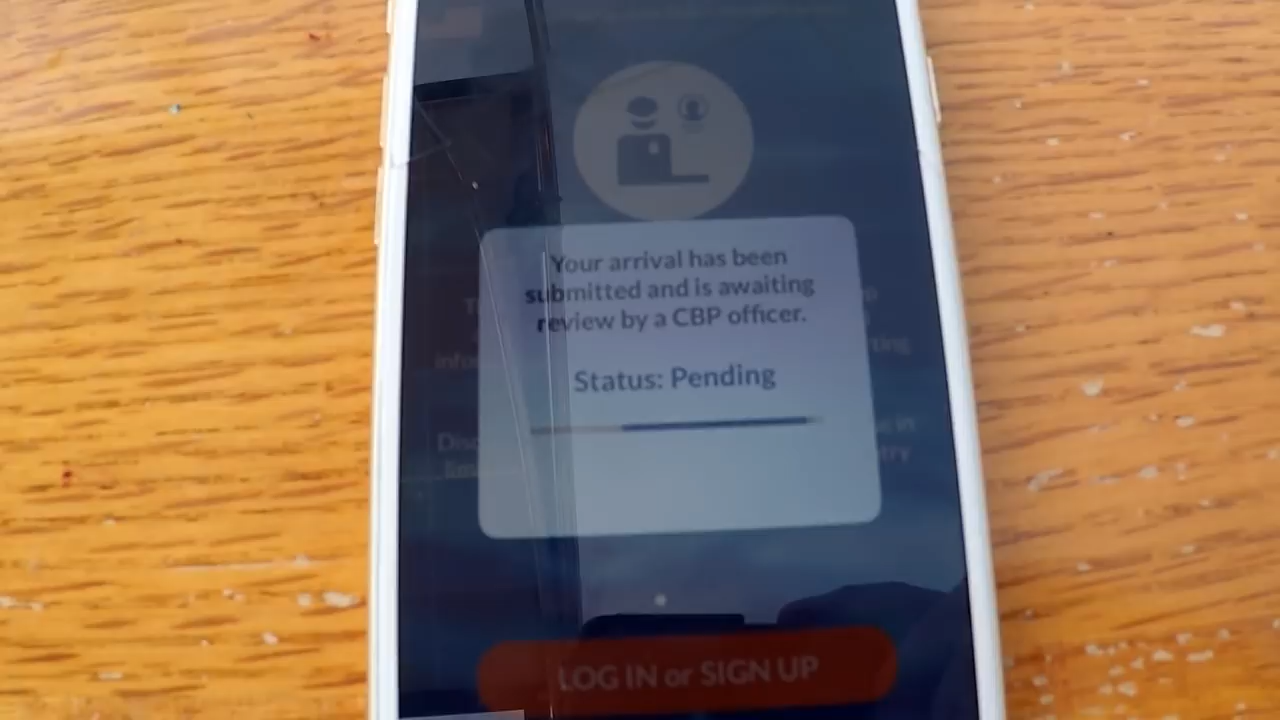 Your arrival has been
submitted and is awaiting
review by a CBP officer.
Status: Pending
LOG IN or SIGN UP